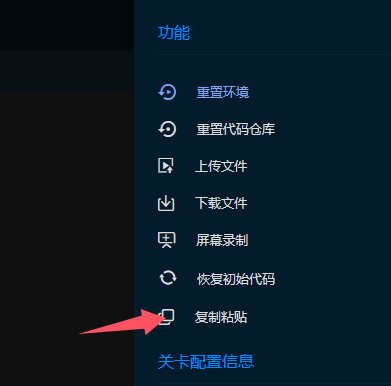 功能
重置环境
重置代码仓库
上传文件
下载文件
屏幕录制
恢复初始代码
复制粘贴
关卡配置信息